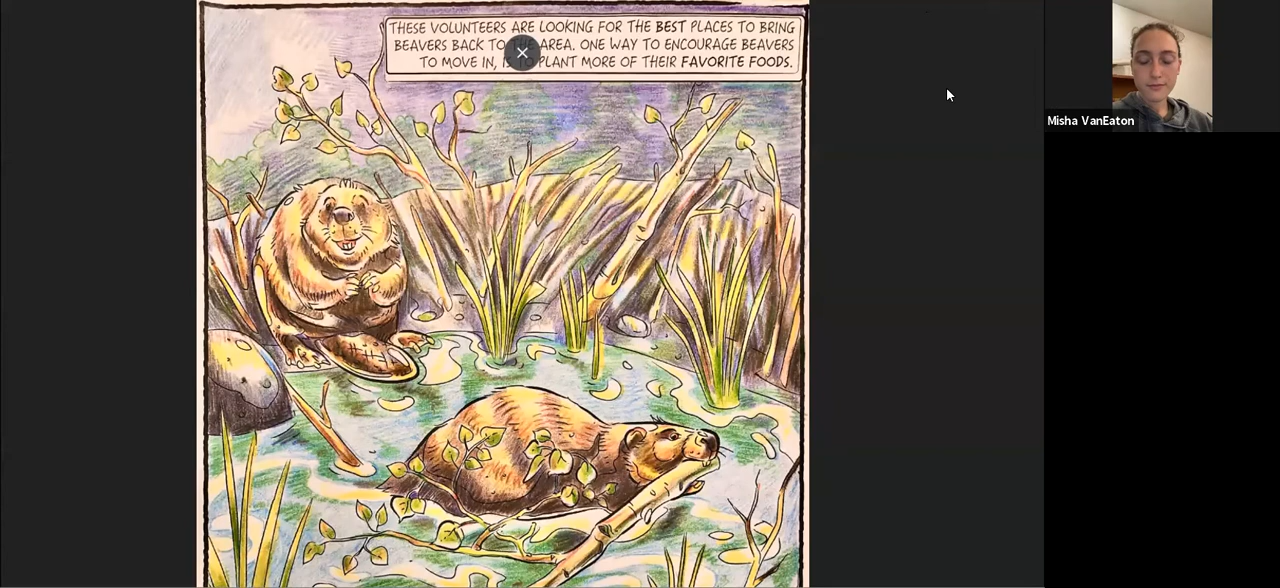 THESE VOLUNTEERS ARE LOOKING FOR THE BEST PLACES TO BRING
BEAVERS BACK TO AREA. ONE WAY TO ENCOURAGE BEAVERS
TO MOVE IN, PLANT MORE OF THEIR FAVORITE FOODS.
Misha VanEaton